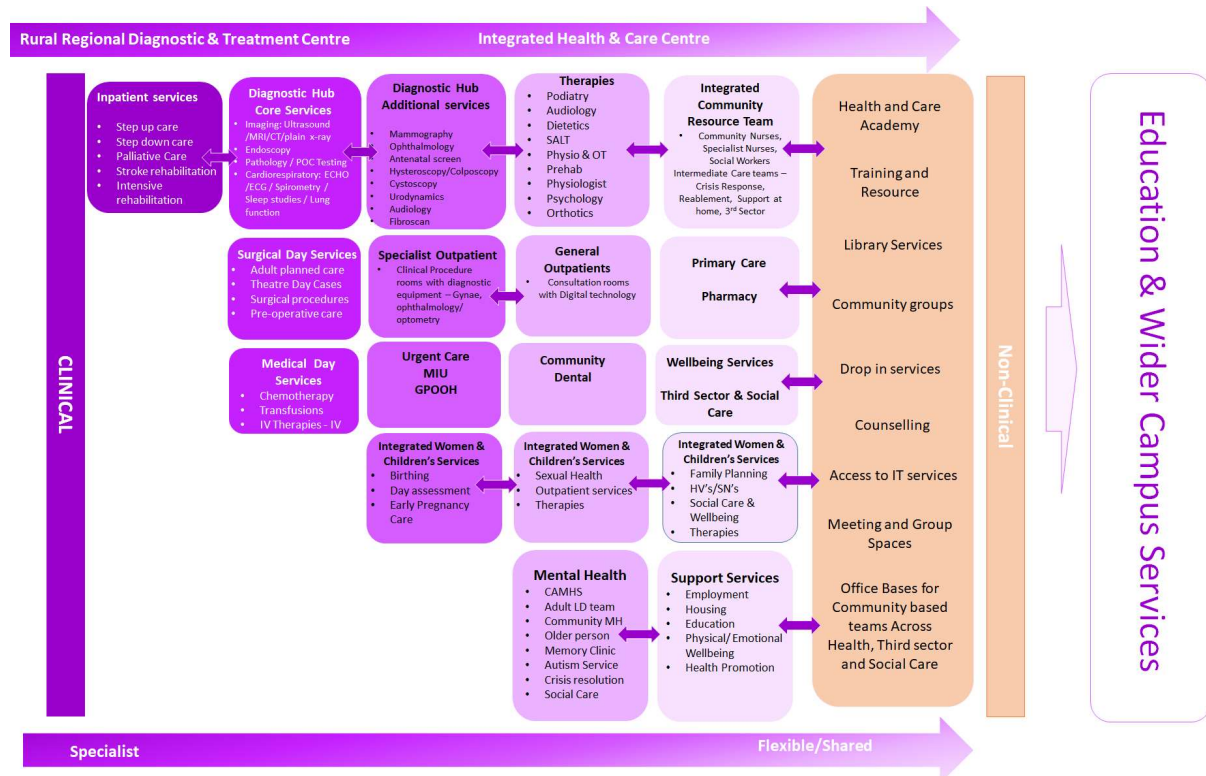 Rural Regional Diagnostic & Treatment Centre
Integrated Health & Care Centre
CLINICAL
Inpatient services
• Step up care
• Step down care
• Palliative Care
• Stroke rehabilitation
• Intensive
rehabilitation
Diagnostic Hub
Core Services
• Imaging: Ultrasound
/MRI/CT/plain x-ray
• Endoscopy
• Pathology / POC Testing
• Cardiorespiratory: ECHO
/ECG / Spirometry /
Sleep studies / Lung
function
Diagnostic Hub
Additional services
• Mammography
• Ophthalmology
• Antenatal screen
• Hysteroscopy/Colposcopy
• Cystoscopy
• Urodynamics
• Audiology
• Fibroscan
Therapies
• Podiatry
• Audiology
• Dietetics
• SALT
• Physio & OT
• Prehab
• Physiologist
• Psychology
• Orthotics
Integrated
Community
Resource Team
• Community Nurses,
Specialist Nurses,
Social Workers
Intermediate Care teams –
Crisis Response,
Reablement, Support at
home, 3rd Sector
Surgical Day Services
• Adult planned care
• Theatre Day Cases
• Surgical procedures
• Pre-operative care
Specialist Outpatient
• Clinical Procedure
rooms with diagnostic
equipment – Gynae,
ophthalmology/
optometry
General
Outpatients
• Consultation rooms
with Digital technology
Primary Care
Pharmacy
Medical Day
Services
• Chemotherapy
• Transfusions
• IV Therapies - IV
Urgent Care
MIU
GPOOH
Community
Dental
Wellbeing Services
Third Sector & Social
Care
Integrated Women &
Children's Services
• Birthing
• Day assessment
• Early Pregnancy
Care
Integrated Women &
Children's Services
• Sexual Health
• Outpatient services
• Therapies
Integrated Women &
Children's Services
• Family Planning
• HV's/SN's
• Social Care &
Wellbeing
• Therapies
Mental Health
• CAMHS
• Adult LD team
• Community MH
• Older person
• Memory Clinic
• Autism Service
• Crisis resolution
• Social Care
Support Services
• Employment
• Housing
• Education
• Physical/ Emotional
Wellbeing
• Health Promotion
Health and Care
Academy
Training and
Resource
Library Services
Community groups
Drop in services
Counselling
Access to IT services
Meeting and Group
Spaces
Office Bases for
Community based
teams Across
Health, Third sector
and Social Care
Non-Clinical
Education & Wider Campus Services
Specialist
Flexible/Shared